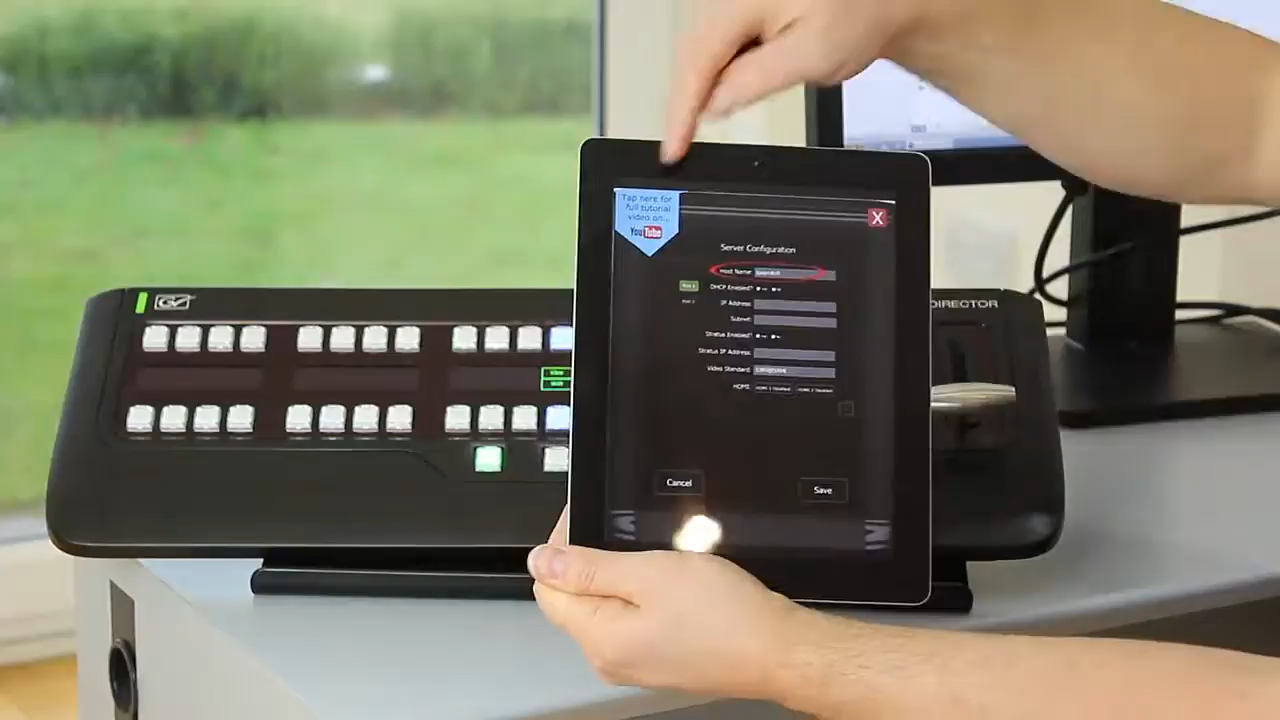 GV
DIRECTOR
Tap here for
full tutorial
video on...
YouTube
X
Server Configuration
Host Name:
DHCP Enabled?
IP Address:
Subnet:
Stratus Enabled?
Stratus IP Address:
Video Standard:
HDMI:
Cancel
Save